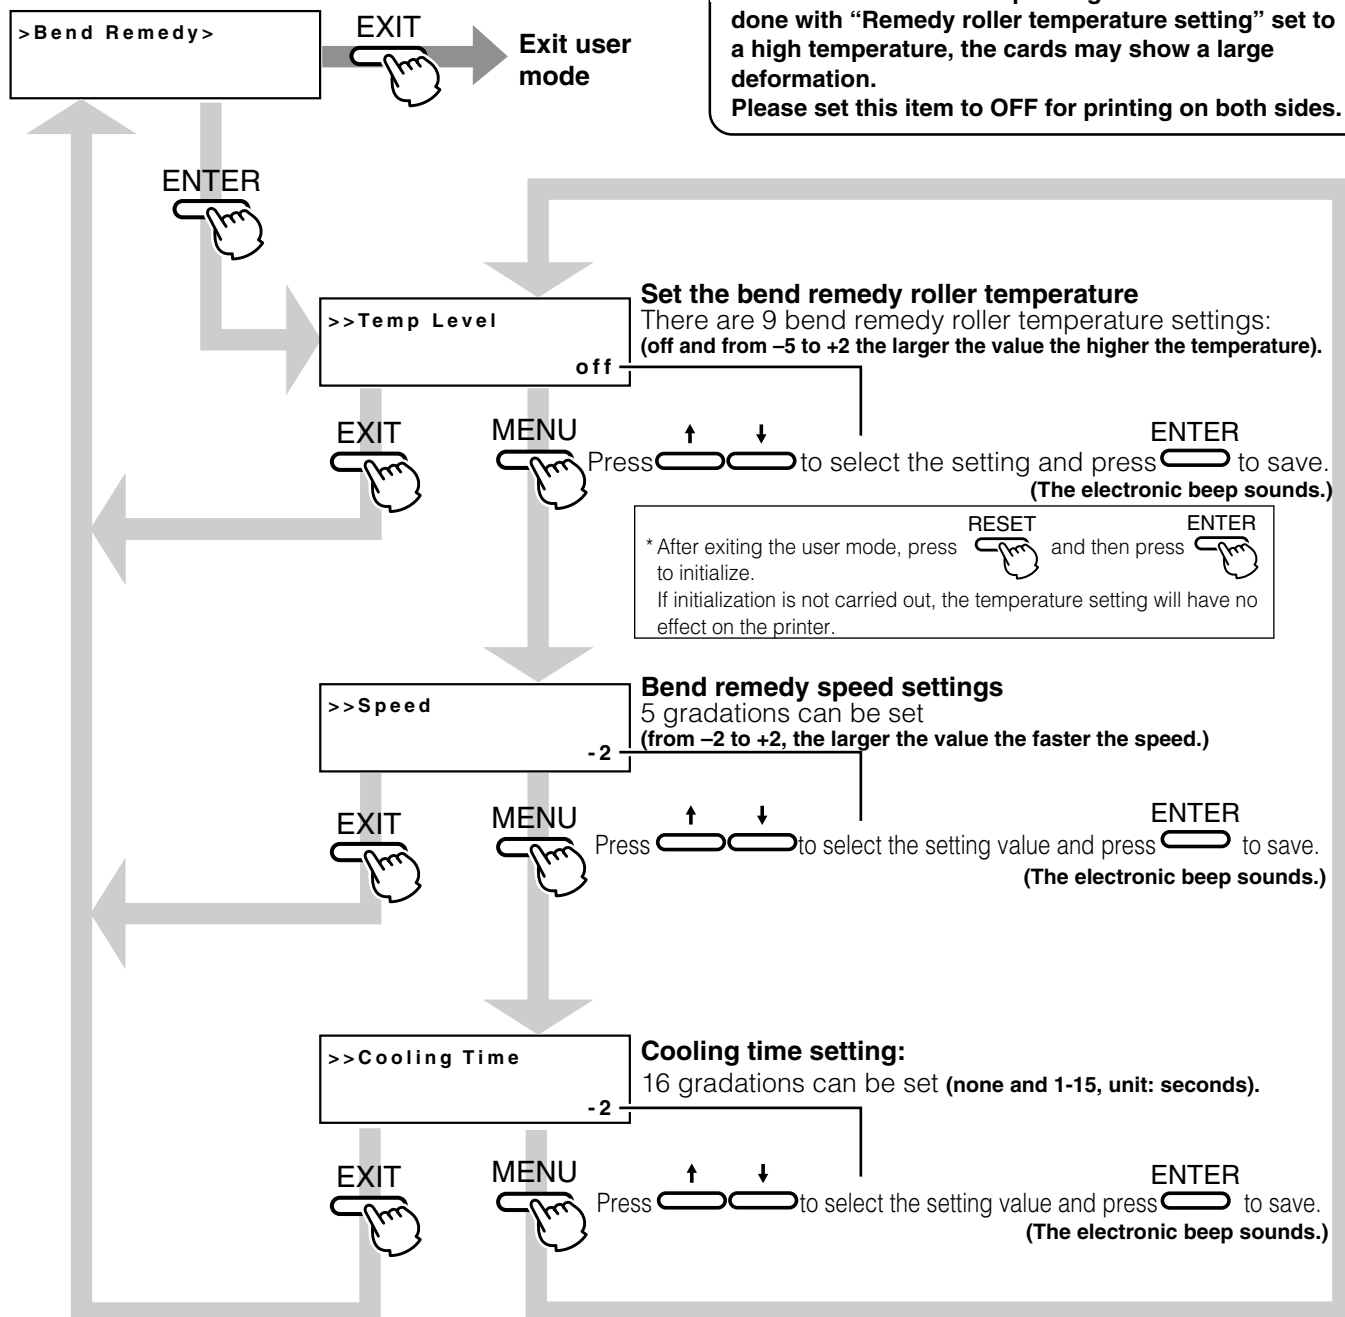 >Bend Remedy>
EXIT
Exit user
mode
done with “Remedy roller temperature setting” set to
a high temperature, the cards may show a large
deformation.
Please set this item to OFF for printing on both sides.
ENTER
>>Temp Level
off
Set the bend remedy roller temperature
There are 9 bend remedy roller temperature settings:
(off and from –5 to +2 the larger the value the higher the temperature).
EXIT
MENU
Press to select the setting and press ENTER to save.
(The electronic beep sounds.)
* After exiting the user mode, press RESET and then press ENTER
to initialize.
If initialization is not carried out, the temperature setting will have no
effect on the printer.
>>Speed
-2
Bend remedy speed settings
5 gradations can be set
(from –2 to +2, the larger the value the faster the speed.)
EXIT
MENU
Press to select the setting value and press ENTER to save.
(The electronic beep sounds.)
>>Cooling Time
-2
Cooling time setting:
16 gradations can be set (none and 1-15, unit: seconds).
EXIT
MENU
Press to select the setting value and press ENTER to save.
(The electronic beep sounds.)